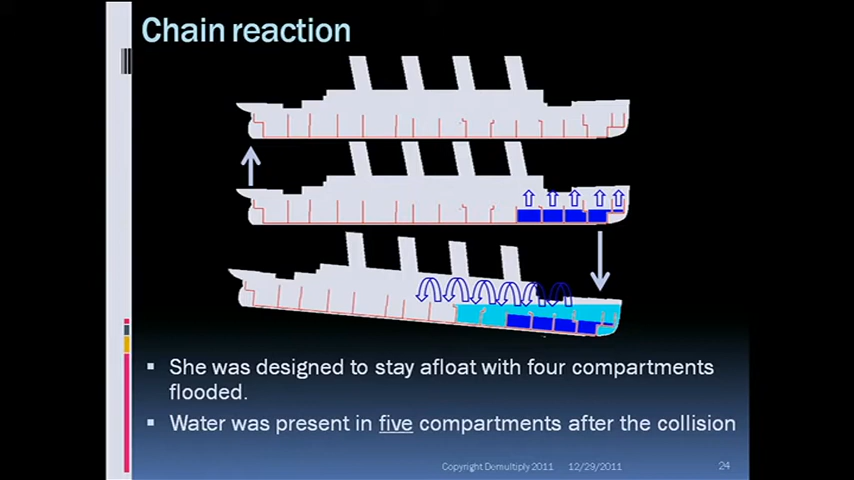 Chain reaction
She was designed to stay afloat with four compartments
flooded.
Water was present in five compartments after the collision
Copyright Demultiply 2011 12/29/2011 24